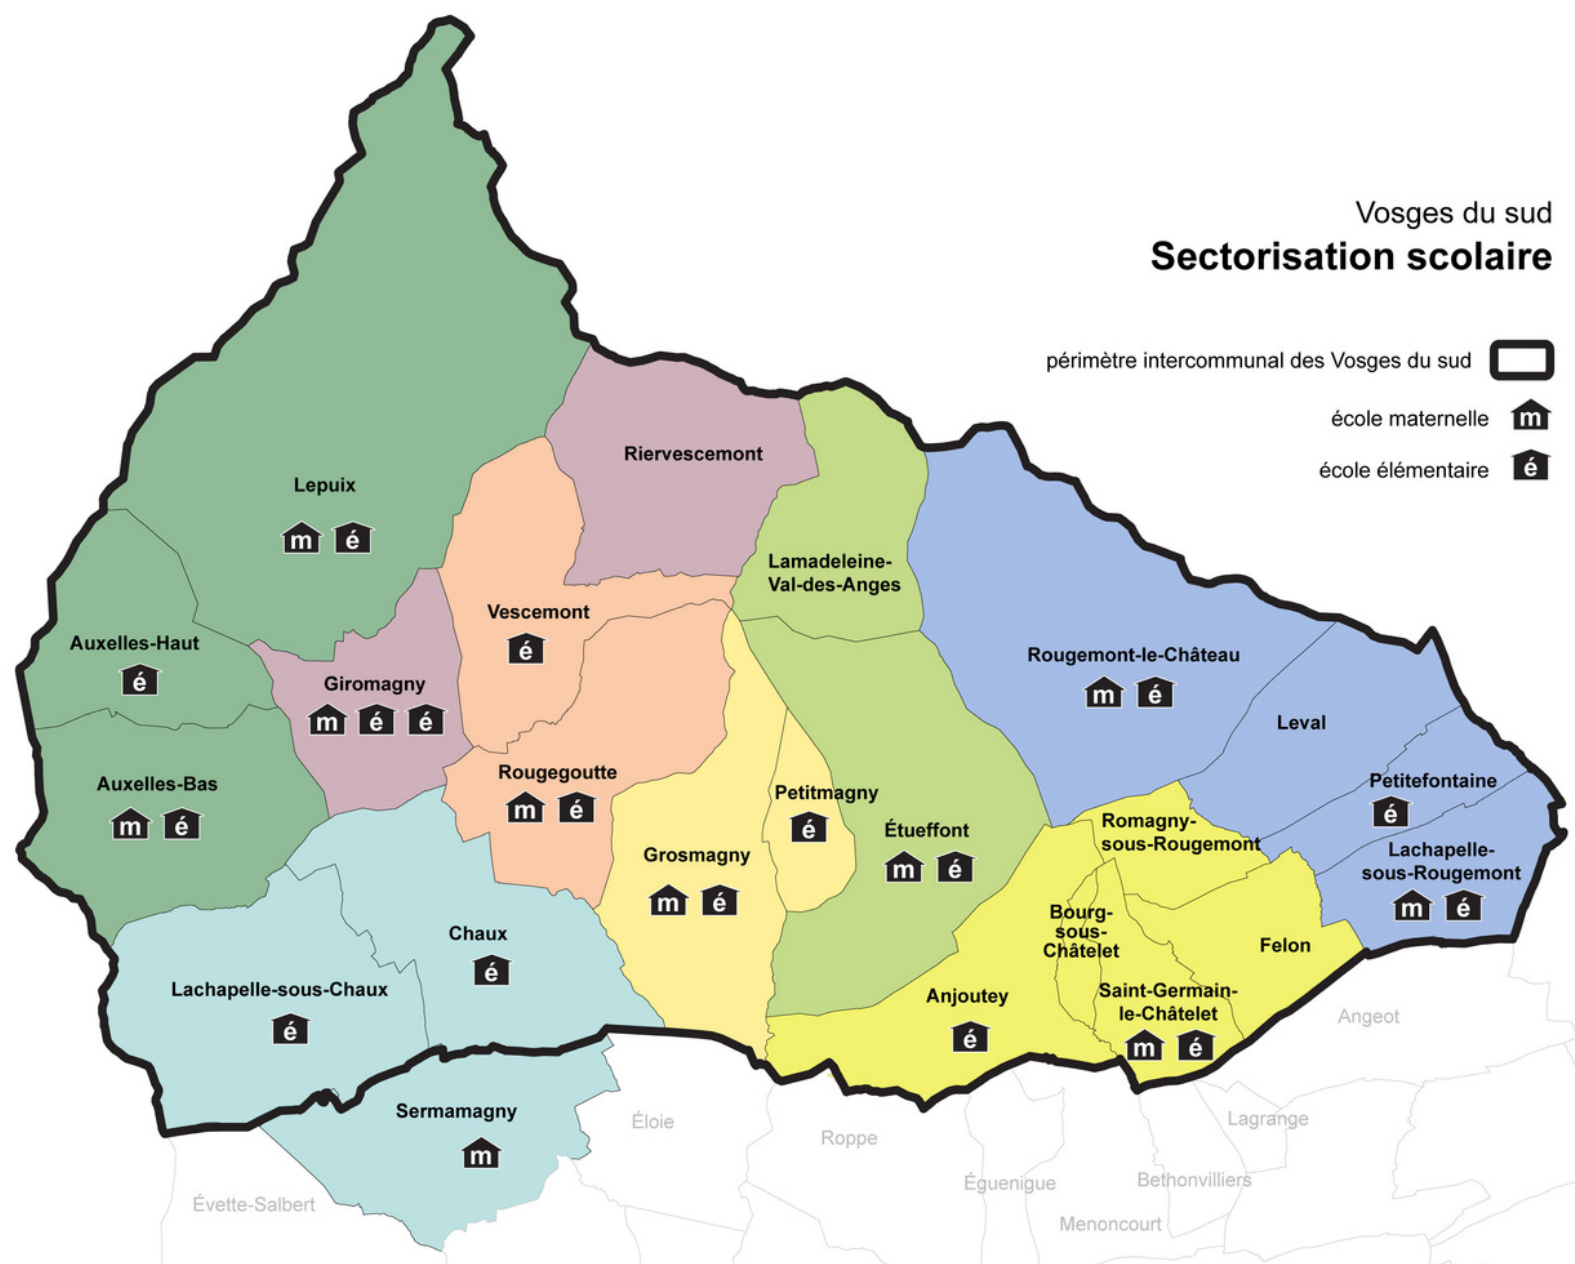 Vosges du sud
Sectorisation scolaire
périmètre intercommunal des Vosges du sud
école maternelle m
école élémentaire é
Riervescemont
Lepuix
m é
Lamadeleine-
Val-des-Anges
Vescemont
é
Auxelles-Haut
é
Giromagny
m é é
Rougemont-le-Château
m é
Leval
Auxelles-Bas
m é
Rougegoutte
m é
Petitmagny
é
Petitefontaine
é
Étueffont
m é
Romagny-
sous-Rougemont
Grosmagny
m é
Lachapelle-
sous-Rougemont
m é
Bourg-
sous-
Châtelet
Chaux
é
Felon
Lachapelle-sous-Chaux
é
Anjoutey
é
Saint-Germain-
le-Châtelet
m é
Angeot
Sermamagny
m
Éloie
Roppe
Lagrange
Évette-Salbert
Éguenigue
Bethonvilliers
Menoncourt